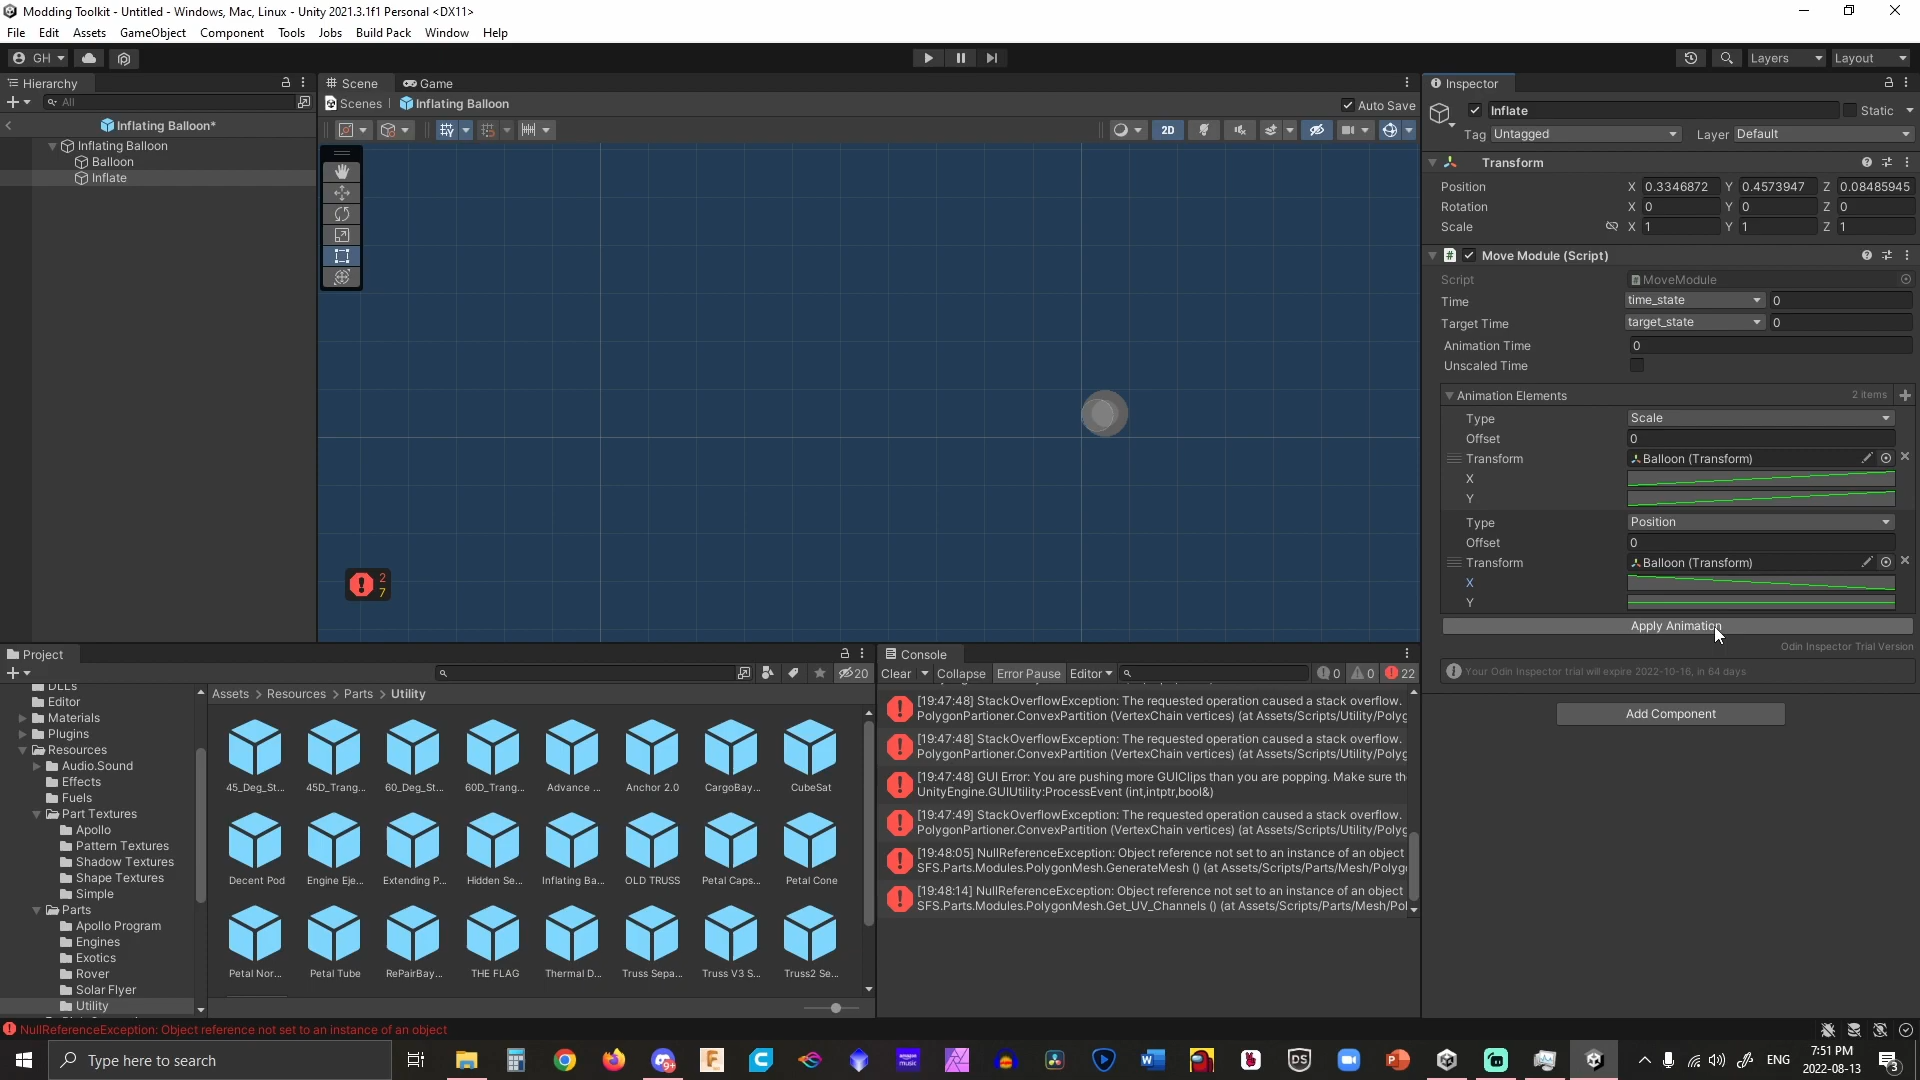 Modding Toolkit - Untitled - Windows, Mac, Linux - Unity 2021.3.1f1 Personal <DX11>
File Edit Assets GameObject Component Tools Jobs Build Pack Window Help
GH
Layers Layout
Hierarchy
All
Inflating Balloon*
Inflating Balloon
Balloon
Inflate
Scene Game
Scenes | Inflating Balloon
Auto Save
2D
2
7
Inspector
Inflate Static
Tag Untagged Layer Default
Transform
Position X 0.3346872 Y 0.4573947 Z 0.08485945
Rotation X 0 Y 0 Z 0
Scale X 1 Y 1 Z 1
Move Module (Script)
Script MoveModule
Time time_state 0
Target Time target_state 0
Animation Time 0
Unscaled Time
Animation Elements 2 items
Type Scale
Offset 0
Transform Balloon (Transform)
X
Y
Type Position
Offset 0
Transform Balloon (Transform)
X
Y
Apply Animation
Odin Inspector Trial Version
Your Odin Inspector trial will expire 2022-10-16, in 64 days
Add Component
Project
20
DLLs
Editor
Materials
Plugins
Resources
Audio.Sound
Effects
Fuels
Part Textures
Apollo
Pattern Textures
Shadow Textures
Shape Textures
Simple
Parts
Apollo Program
Engines
Exotics
Rover
Solar Flyer
Utility
Assets > Resources > Parts > Utility
45_Deg_St... 45D_Trang... 60_Deg_St... 60D_Trang... Advance ... Anchor 2.0 CargoBay... CubeSat
Decent Pod Engine Eje... Extending P... Hidden Se... Inflating Ba... OLD TRUSS Petal Caps... Petal Cone
Petal Nor... Petal Tube RePairBay... THE FLAG Thermal D... Truss Sepa... Truss V3 S... Truss2 Se...
Console
Clear Collapse Error Pause Editor 0 0 22
[19:47:48] StackOverflowException: The requested operation caused a stack overflow.
PolygonPartioner.ConvexPartition (VertexChain vertices) (at Assets/Scripts/Utility/Polyg
[19:47:48] StackOverflowException: The requested operation caused a stack overflow.
PolygonPartioner.ConvexPartition (VertexChain vertices) (at Assets/Scripts/Utility/Polyg
[19:47:48] GUI Error: You are pushing more GUIClips than you are popping. Make sure the
UnityEngine.GUIUtility:ProcessEvent (int,intptr,bool&)
[19:47:49] StackOverflowException: The requested operation caused a stack overflow.
PolygonPartioner.ConvexPartition (VertexChain vertices) (at Assets/Scripts/Utility/Polyg
[19:48:05] NullReferenceException: Object reference not set to an instance of an object
SFS.Parts.Modules.PolygonMesh.GenerateMesh () (at Assets/Scripts/Parts/Mesh/Polyg
[19:48:14] NullReferenceException: Object reference not set to an instance of an object
SFS.Parts.Modules.PolygonMesh.Get_UV_Channels () (at Assets/Scripts/Parts/Mesh/Pol
NullReferenceException: Object reference not set to an instance of an object
Type here to search
9+
amazon music
DS
ENG
7:51 PM
2022-08-13
3